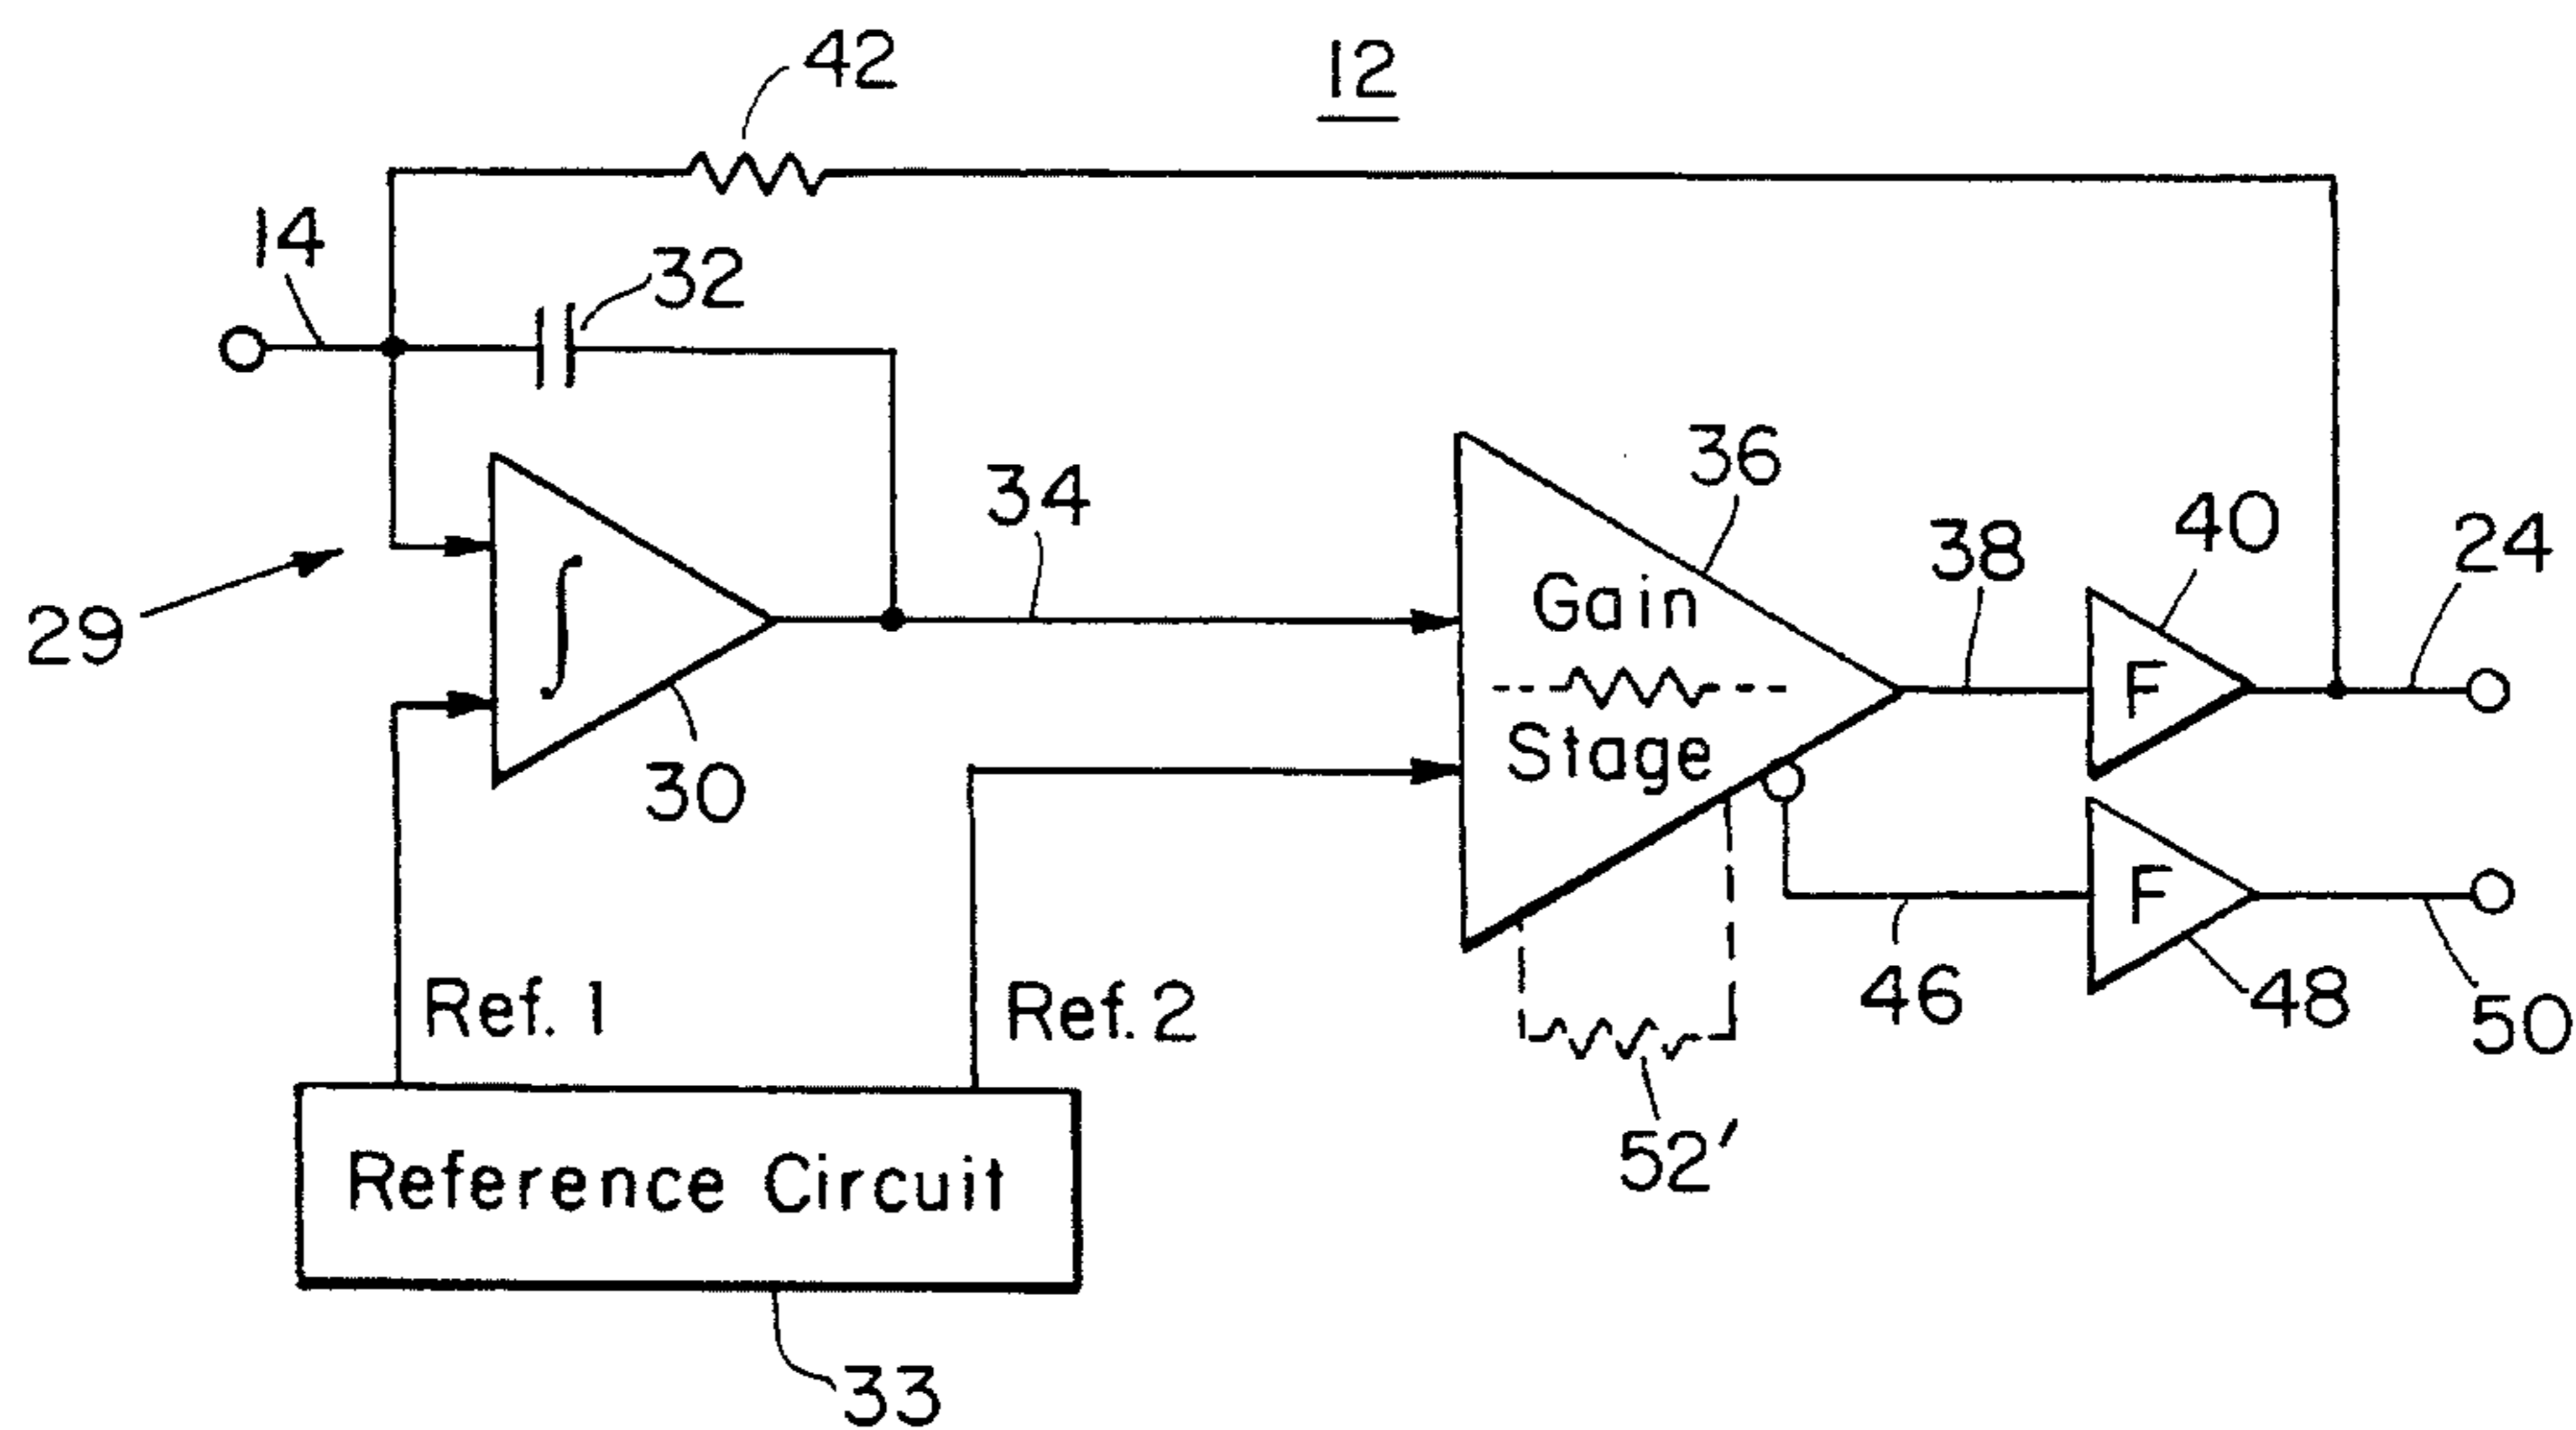 42
12
14
32
34
36
38
40
24
29
∫
Gain
Stage
F
30
F
46
48
50
Ref. 1
Ref. 2
52'
Reference Circuit
33